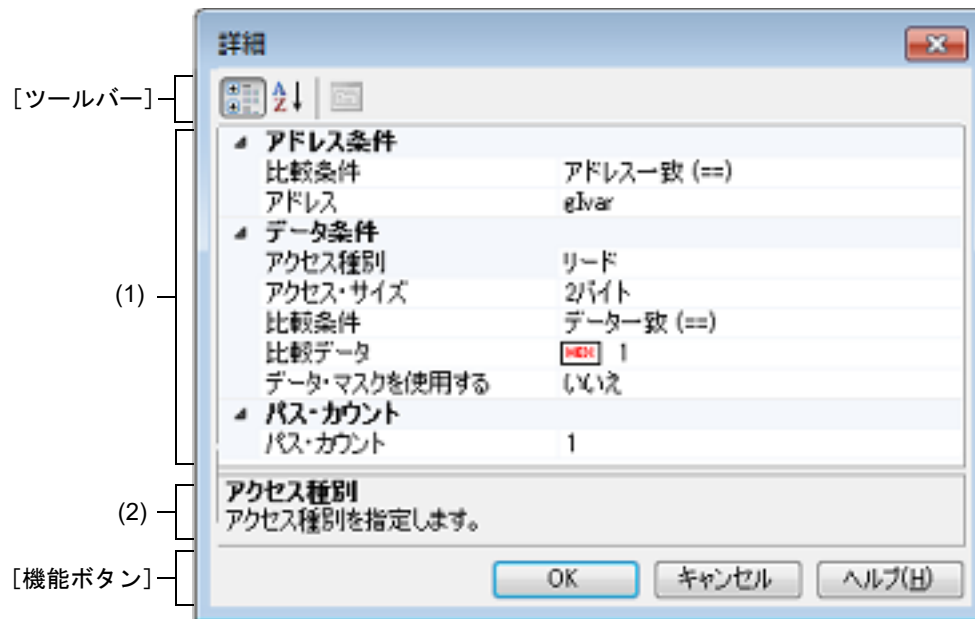 詳細
[ツールバー]
アドレス条件
比較条件 アドレス一致 (==)
アドレス gIvar
データ条件
アクセス種別 リード
アクセス・サイズ 2バイト
比較条件 データ一致 (==)
比較データ HEX 1
データ・マスクを使用する いいえ
パス・カウント
パス・カウント 1
(1)
アクセス種別
アクセス種別を指定します。
(2)
[機能ボタン]
OK キャンセル ヘルプ(H)